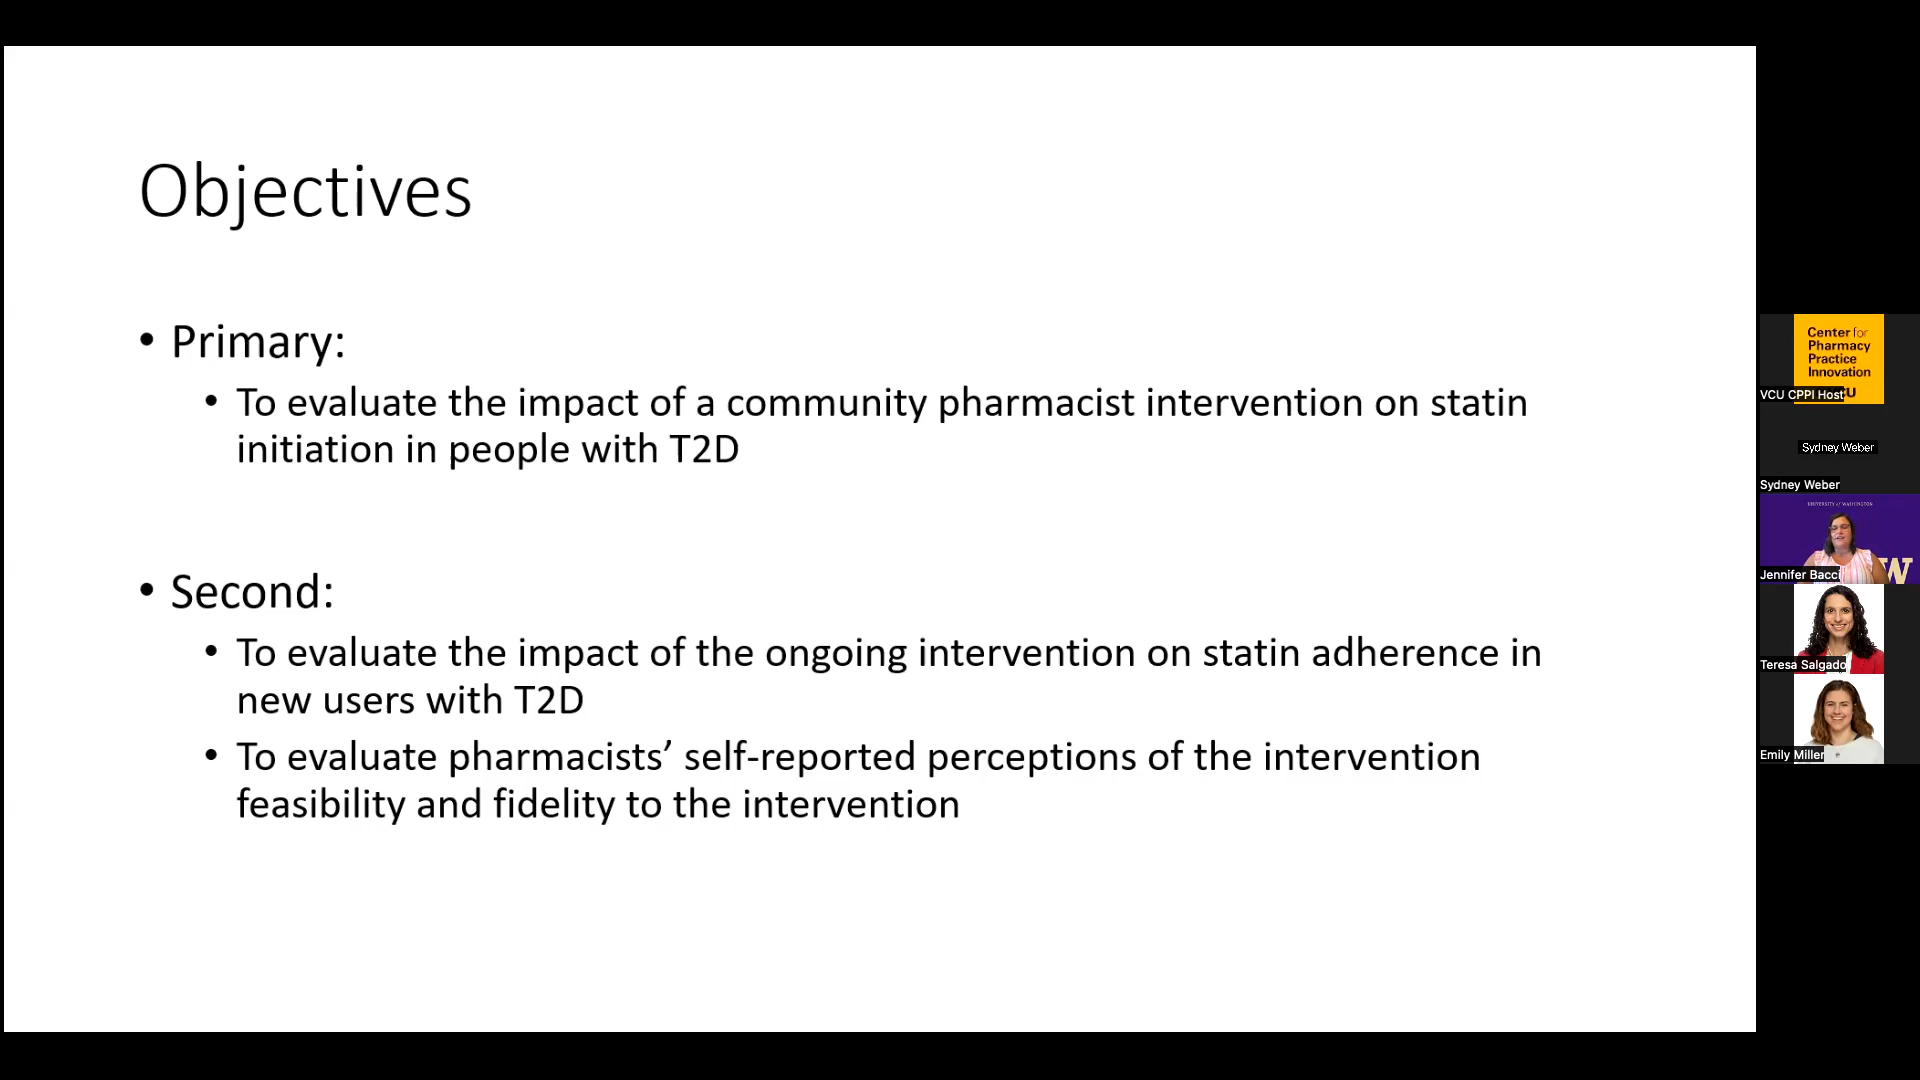 Objectives
• Primary:
• To evaluate the impact of a community pharmacist intervention on statin
initiation in people with T2D
• Second:
• To evaluate the impact of the ongoing intervention on statin adherence in
new users with T2D
• To evaluate pharmacists’ self-reported perceptions of the intervention
feasibility and fidelity to the intervention
Center for
Pharmacy
Practice
Innovation
VCU CPPI Host
Sydney Weber
Sydney Weber
UNIVERSITY of WASHINGTON
W
Jennifer Bacci
Teresa Salgado
Emily Miller